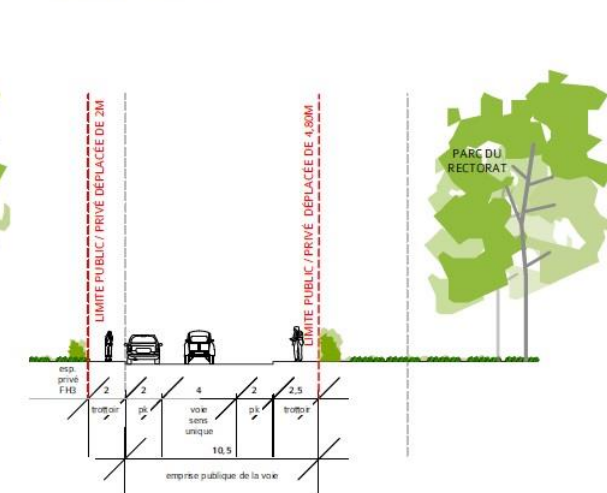 LIMITE PUBLIC / PRIVÉ DÉPLACÉE DE 2M
LIMITE PUBLIC / PRIVÉ DÉPLACÉE DE 4,80M
PARC DU
RECTORAT
esp.
privé
FH3
2 2 4 2 2,5
trottoir pk voie pk trottoir
sens
unique
10,5
emprise publique de la voie